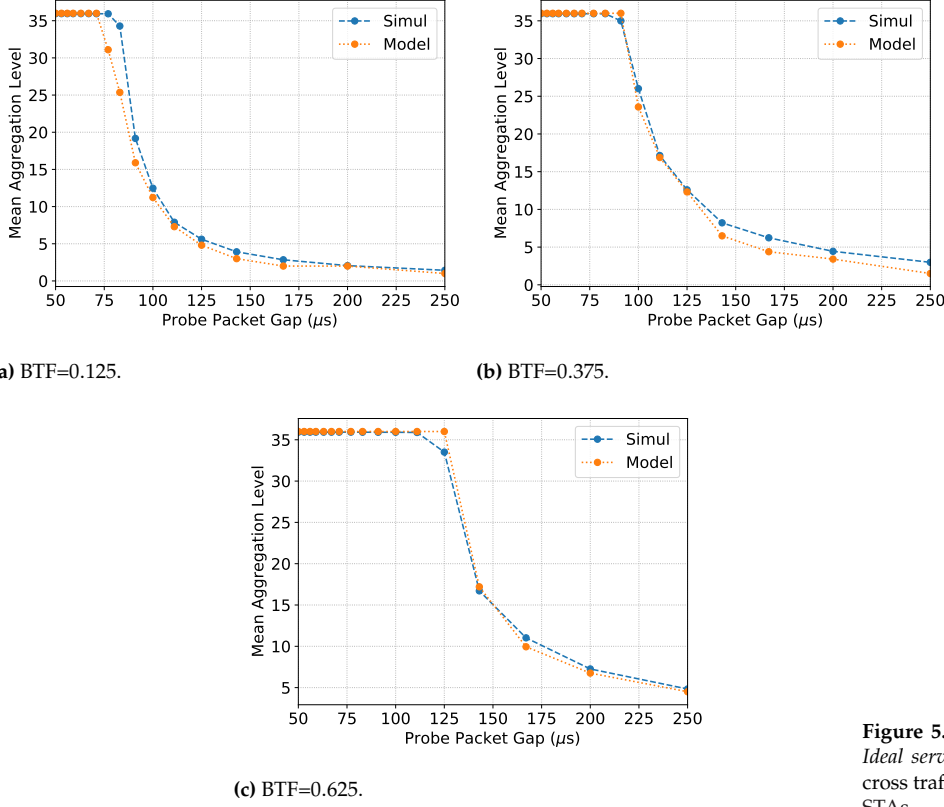 35
30
25
20
15
10
5
0
Mean Aggregation Level
Simul
Model
50 75 100 125 150 175 200 225 250
Probe Packet Gap (μs)
35
30
25
20
15
10
5
0
Mean Aggregation Level
Simul
Model
50 75 100 125 150 175 200 225 250
Probe Packet Gap (μs)
a) BTF=0.125.
(b) BTF=0.375.
35
30
25
20
15
10
5
Mean Aggregation Level
Simul
Model
50 75 100 125 150 175 200 225 250
Probe Packet Gap (μs)
(c) BTF=0.625.
Figure 5.
Ideal serv
cross traf
STAs